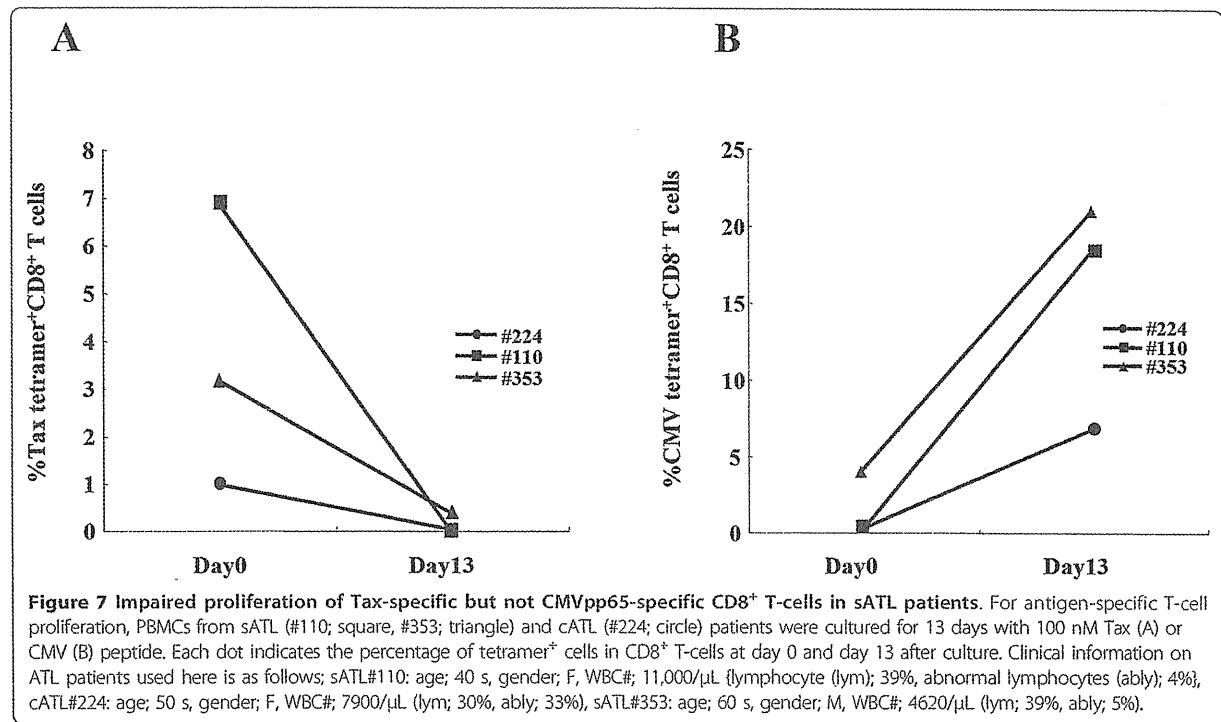 A
8
7
6
5
4
3
2
1
0
%Tax tetramer⁺CD8⁺ T cells
#224
#110
#353
Day0 Day13
B
25
20
15
10
5
0
%CMV tetramer⁺CD8⁺ T cells
#224
#110
#353
Day0 Day13
Figure 7 Impaired proliferation of Tax-specific but not CMVpp65-specific CD8⁺ T-cells in sATL patients. For antigen-specific T-cell
proliferation, PBMCs from sATL (#110; square, #353; triangle) and cATL (#224; circle) patients were cultured for 13 days with 100 nM Tax (A) or
CMV (B) peptide. Each dot indicates the percentage of tetramer⁺ cells in CD8⁺ T-cells at day 0 and day 13 after culture. Clinical information on
ATL patients used here is as follows; sATL#110: age; 40 s, gender; F, WBC#; 11,000/μL {lymphocyte (lym); 39%, abnormal lymphocytes (ably); 4%},
cATL#224: age; 50 s, gender; F, WBC#; 7900/μL (lym; 30%, ably; 33%), sATL#353: age; 60 s, gender; M, WBC#; 4620/μL (lym; 39%, ably; 5%).